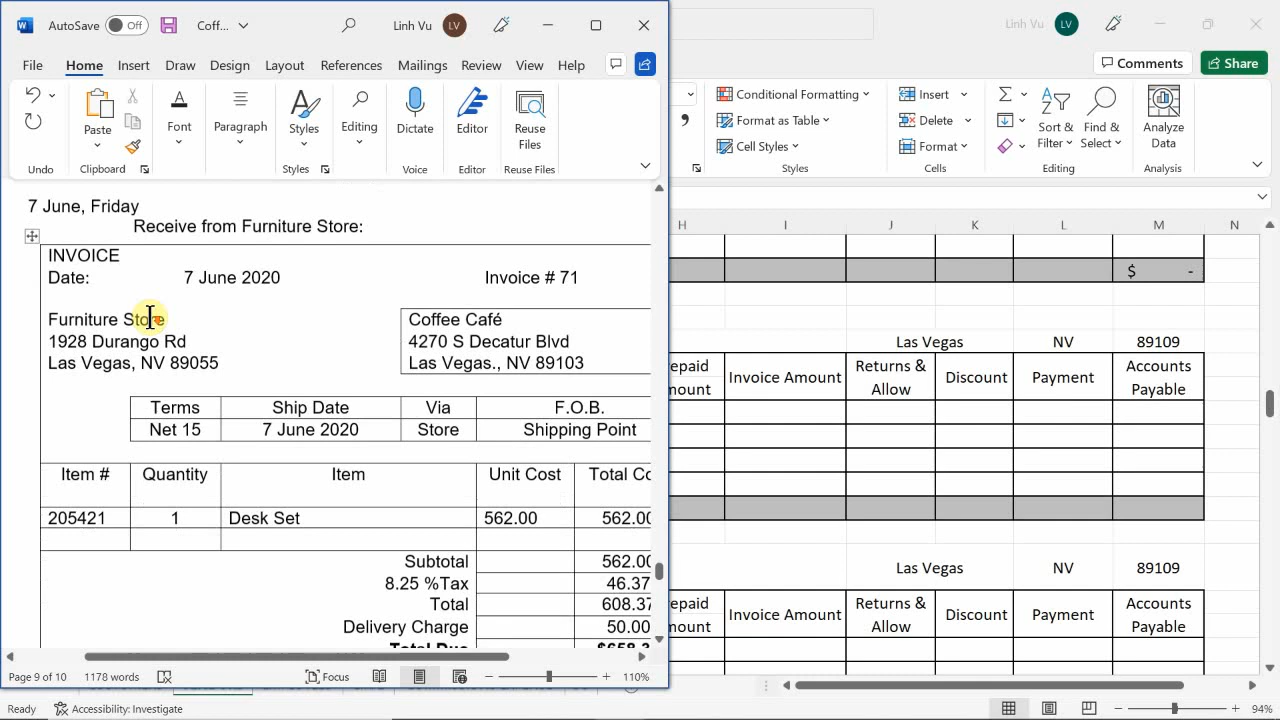 AutoSave Off Coff... Linh Vu LV
File Home Insert Draw Design Layout References Mailings Review View Help
Paste Font Paragraph Styles Editing Dictate Editor Reuse Files
Undo Clipboard Styles Voice Editor Reuse Files
7 June, Friday
Receive from Furniture Store:
INVOICE
Date: 7 June 2020 Invoice # 71
Furniture Store Coffee Café
1928 Durango Rd 4270 S Decatur Blvd
Las Vegas, NV 89055 Las Vegas., NV 89103
Terms Ship Date Via F.O.B.
Net 15 7 June 2020 Store Shipping Point
Item # Quantity Item Unit Cost Total Co
205421 1 Desk Set 562.00 562.00
Subtotal 562.00
8.25 %Tax 46.37
Total 608.37
Delivery Charge 50.00
Page 9 of 10 1178 words Focus 110%
Ready Accessibility: Investigate
Linh Vu LV
Comments Share
Conditional Formatting Insert
Format as Table Delete
Cell Styles Format
Sort & Filter Find & Select Analyze Data
Styles Cells Editing Analysis
H I J K L M N
$ -
Las Vegas NV 89109
repaid mount Invoice Amount Returns & Allow Discount Payment Accounts Payable
Las Vegas NV 89109
repaid mount Invoice Amount Returns & Allow Discount Payment Accounts Payable
94%